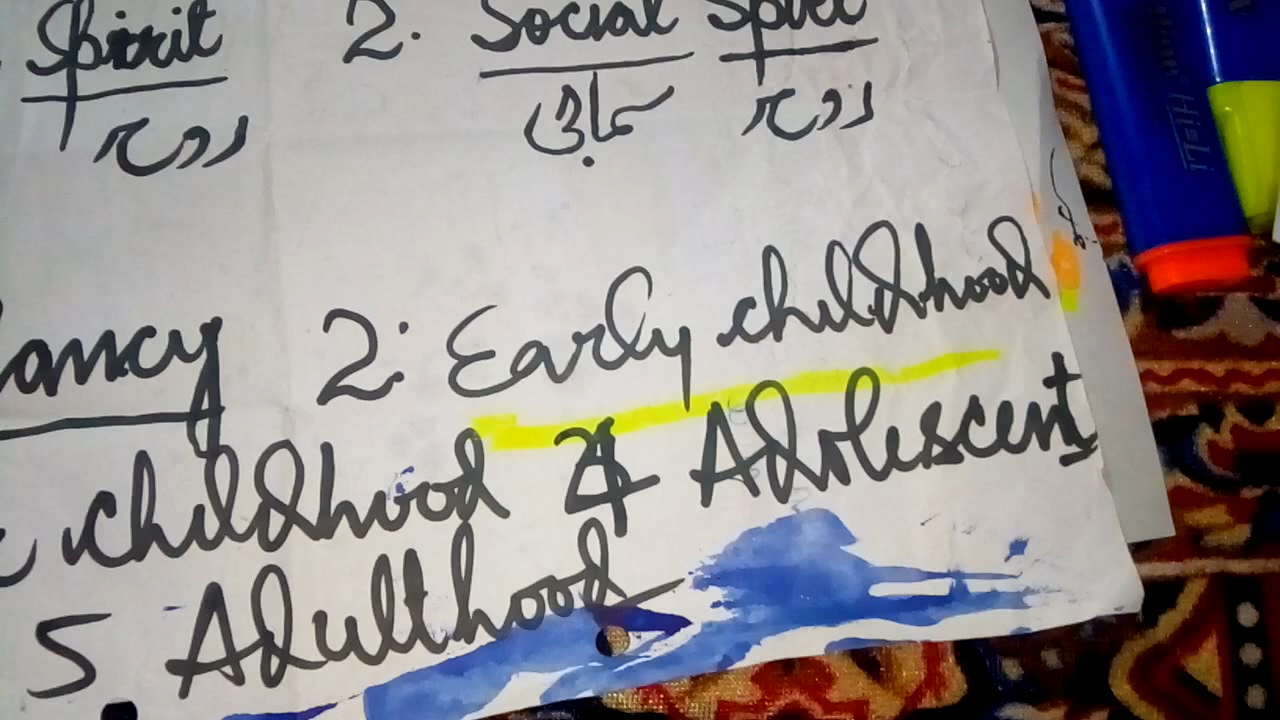 Spirit 2. Social Spirit
روح سماجی روح
ancy 2. Early childhood
childhood 4 Adolescent
5. Adulthood